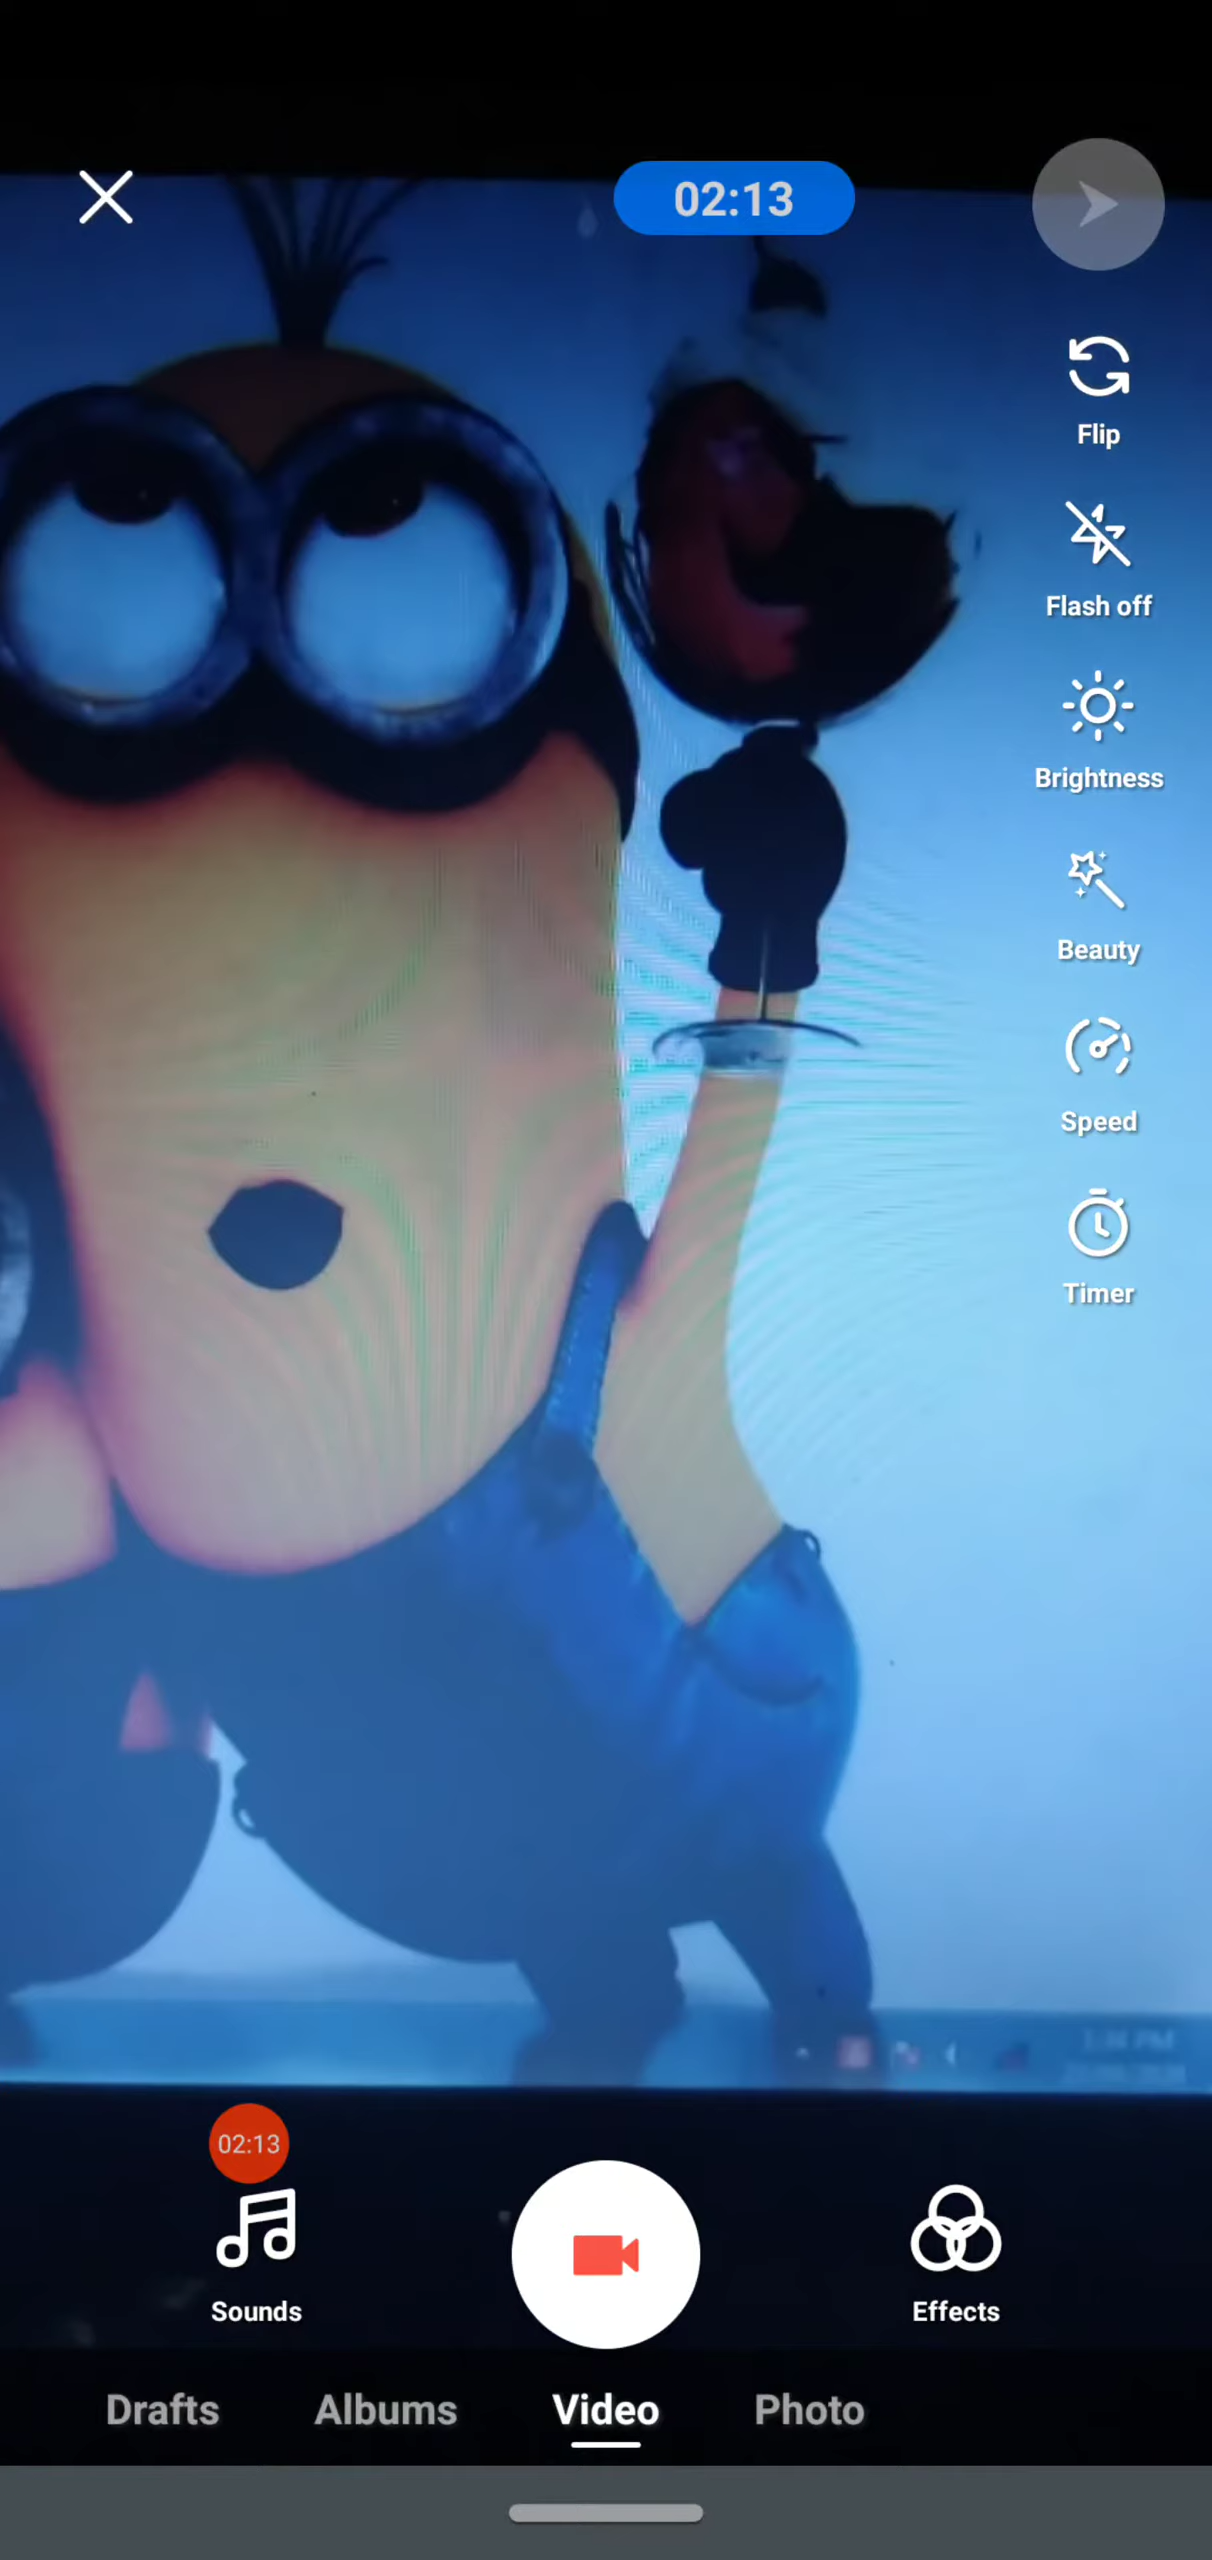 02:13
Flip
Flash off
Brightness
Beauty
Speed
Timer
02:13
Sounds
Effects
Drafts
Albums
Video
Photo